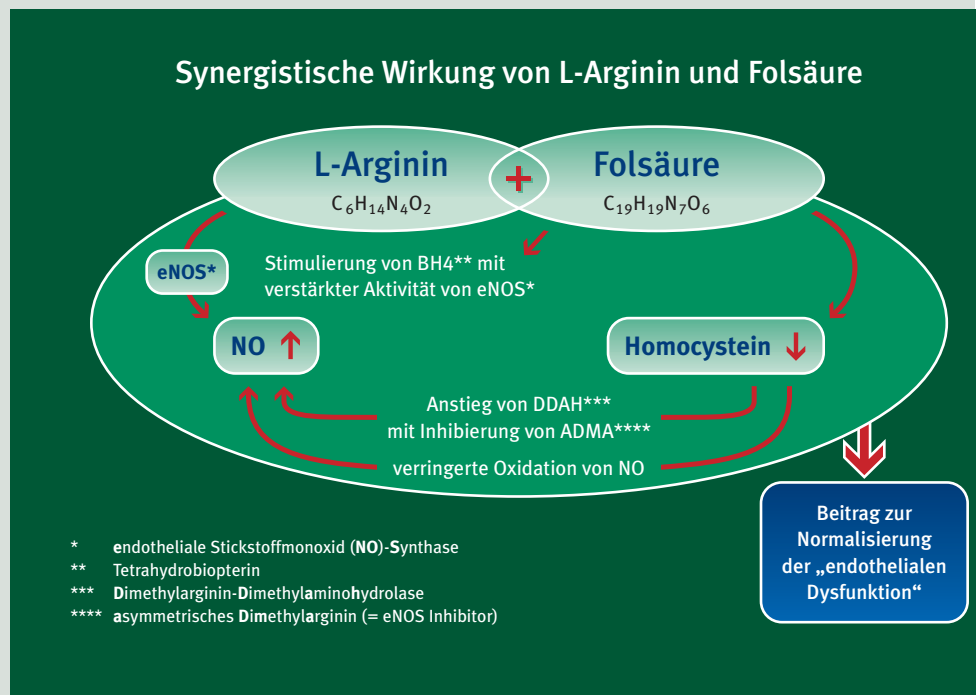 Synergistische Wirkung von L-Arginin und Folsäure
L-Arginin
+
Folsäure
C₆H₁₄N₄O₂
C₁₉H₁₉N₇O₆
eNOS*
Stimulierung von BH4** mit
verstärkter Aktivität von eNOS*
NO ↑
Homocystein ↓
Anstieg von DDAH***
mit Inhibierung von ADMA****
verringerte Oxidation von NO
Beitrag zur
Normalisierung
der „endothelialen
Dysfunktion“
* endotheliale Stickstoffmonoxid (NO)-Synthase
** Tetrahydrobiopterin
*** Dimethylarginin-Dimethylaminohydrolase
**** asymmetrisches Dimethylarginin (= eNOS Inhibitor)